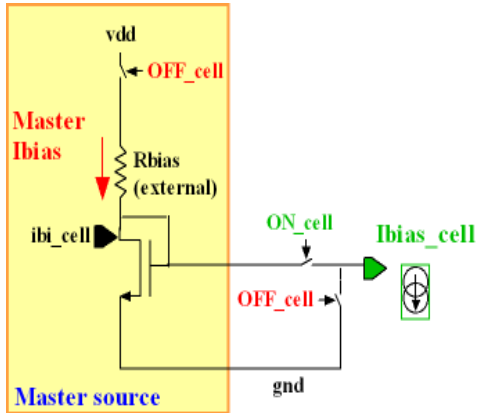 vdd
OFF_cell
Master
Ibias
Rbias
(external)
ibi_cell
ON_cell
Ibias_cell
OFF_cell
gnd
Master source